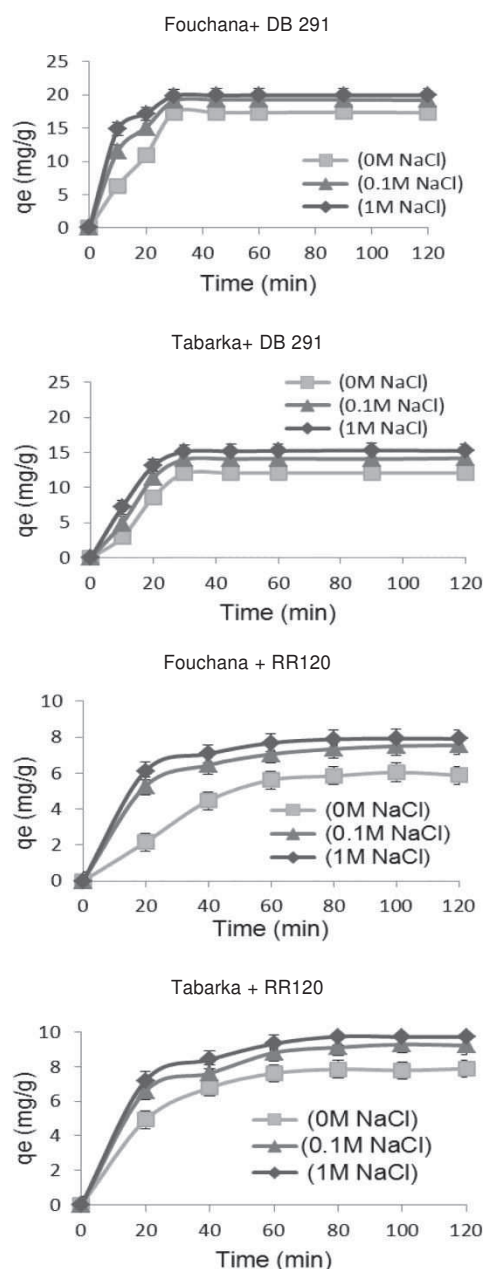 Fouchana+ DB 291
25
20
15
10
5
0
qe (mg/g)
(0M NaCl)
(0.1M NaCl)
(1M NaCl)
0 20 40 60 80 100 120
Time (min)
Tabarka+ DB 291
25
20
15
10
5
0
qe (mg/g)
(0M NaCl)
(0.1M NaCl)
(1M NaCl)
0 20 40 60 80 100 120
Time (min)
Fouchana + RR120
10
8
6
4
2
0
qe (mg/g)
(0M NaCl)
(0.1M NaCl)
(1M NaCl)
0 20 40 60 80 100 120
Time (min)
Tabarka + RR120
10
8
6
4
2
0
qe (mg/g)
(0M NaCl)
(0.1M NaCl)
(1M NaCl)
0 20 40 60 80 100 120
Time (min)